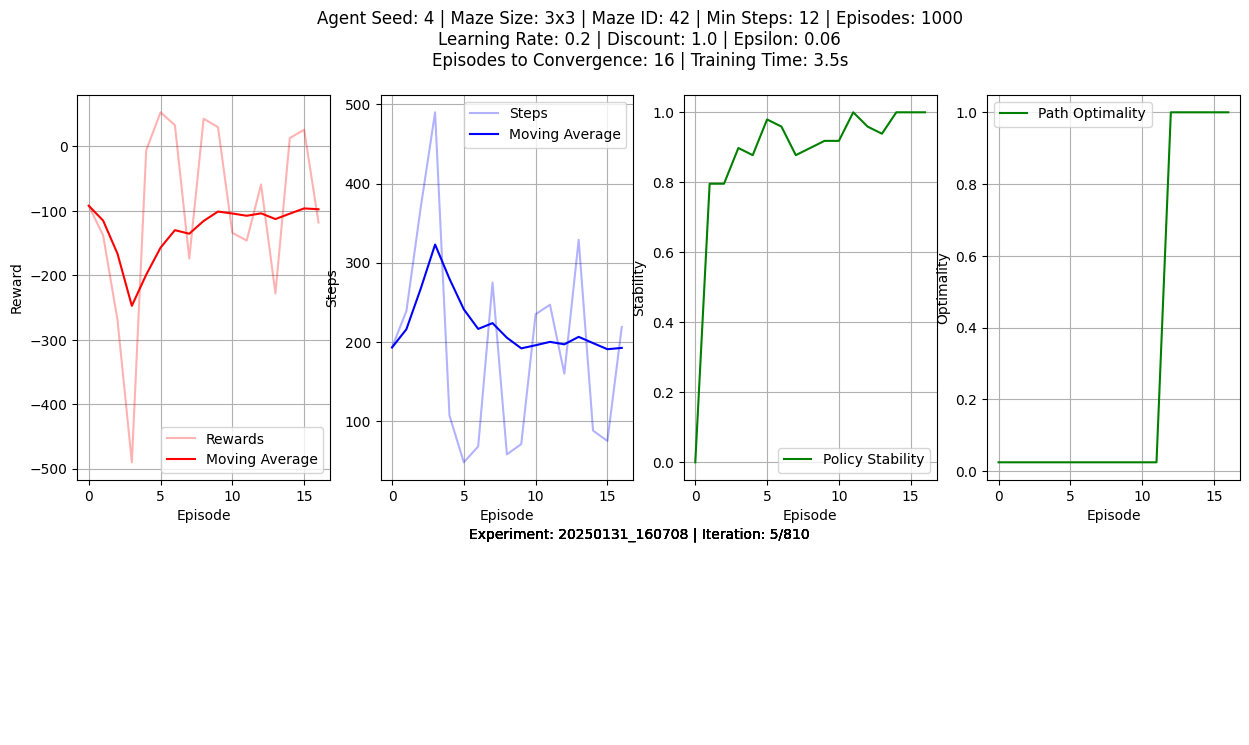 Agent Seed: 4 | Maze Size: 3x3 | Maze ID: 42 | Min Steps: 12 | Episodes: 1000
Learning Rate: 0.2 | Discount: 1.0 | Epsilon: 0.06
Episodes to Convergence: 16 | Training Time: 3.5s
Reward
0
−100
−200
−300
−400
−500
0
5
10
15
Episode
Rewards
Moving Average
Steps
500
400
300
200
100
0
5
10
15
Episode
Steps
Moving Average
Stability
1.0
0.8
0.6
0.4
0.2
0.0
0
5
10
15
Episode
Policy Stability
Optimality
1.0
0.8
0.6
0.4
0.2
0.0
0
5
10
15
Episode
Path Optimality
Experiment: 20250131_160708 | Iteration: 5/810